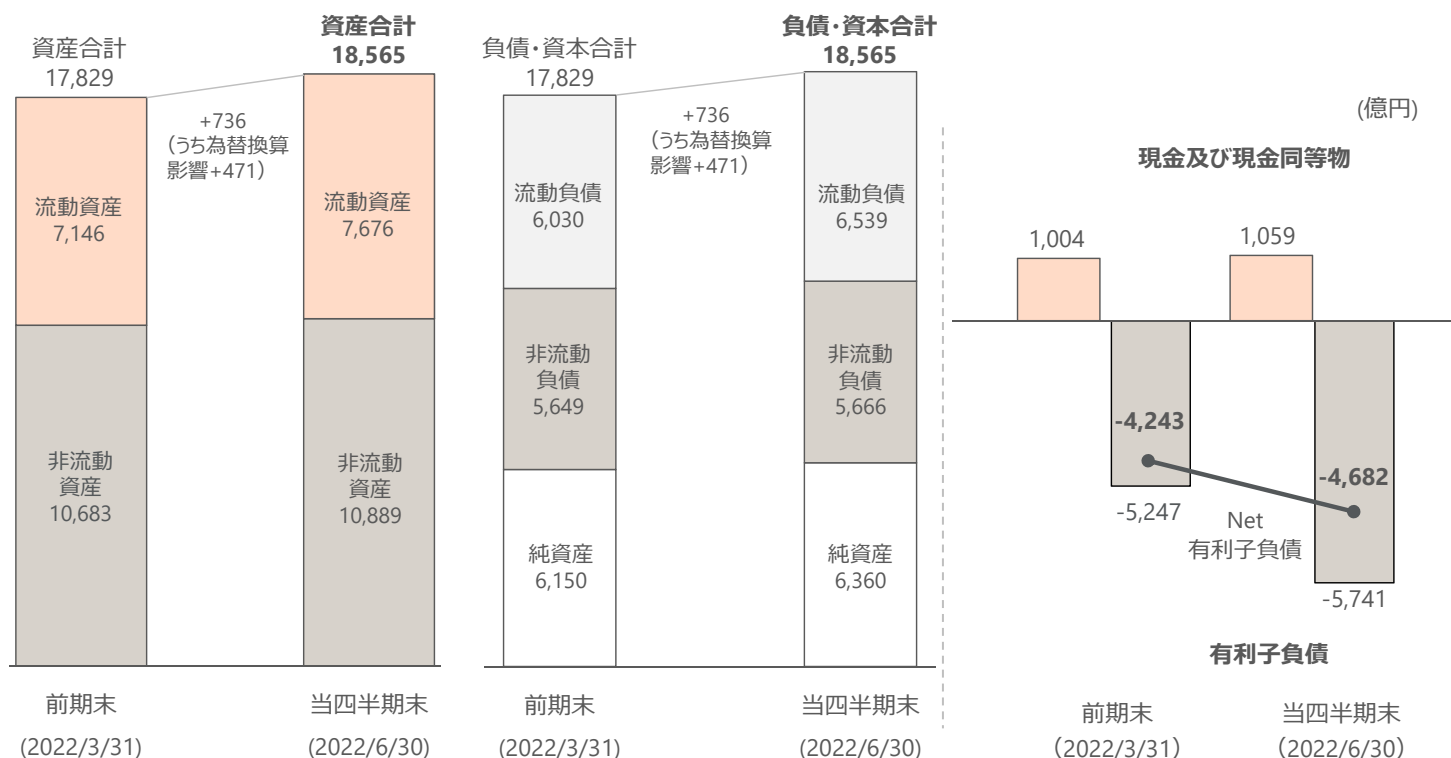 資産合計
17,829
資産合計
18,565
+736
(うち為替換算
影響+471)
流動資産
7,146
流動資産
7,676
非流動
資産
10,683
非流動
資産
10,889
前期末
(2022/3/31)
当四半期末
(2022/6/30)
負債・資本合計
17,829
負債・資本合計
18,565
+736
(うち為替換算
影響+471)
流動負債
6,030
流動負債
6,539
非流動
負債
5,649
非流動
負債
5,666
純資産
6,150
純資産
6,360
前期末
(2022/3/31)
当四半期末
(2022/6/30)
(億円)
現金及び現金同等物
1,004
1,059
-4,243
-4,682
-5,247
Net
有利子負債
-5,741
有利子負債
前期末
（2022/3/31）
当四半期末
（2022/6/30）